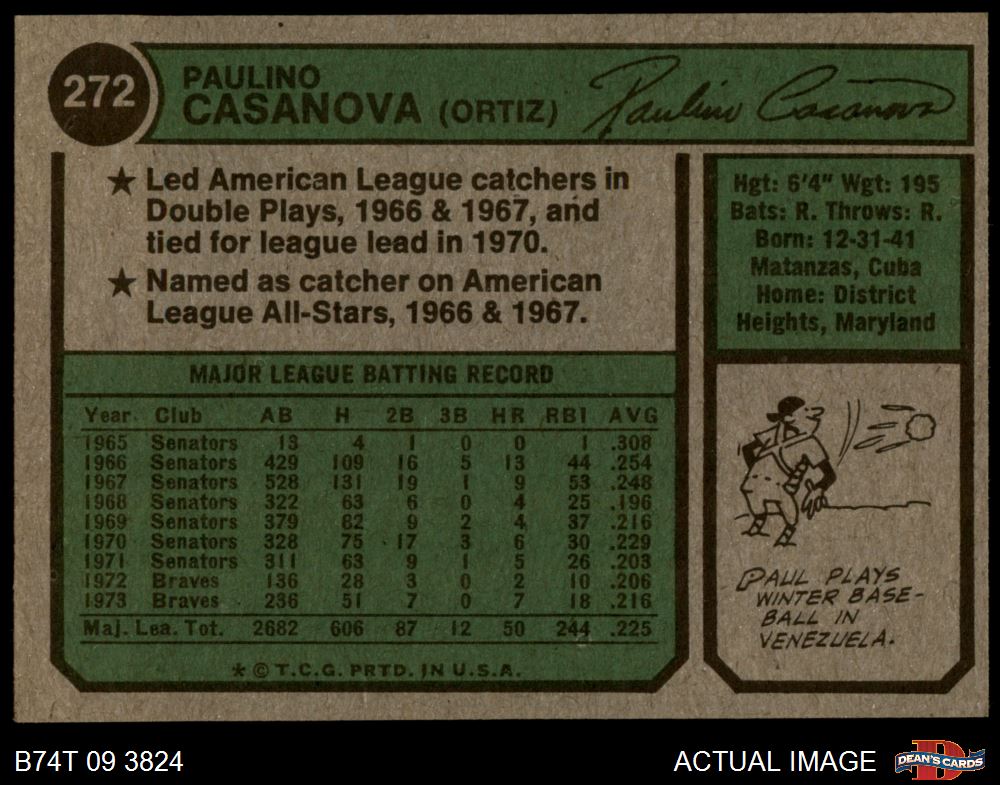 272
PAULINO
CASANOVA (ORTIZ)
Paulino Casanova
★ Led American League catchers in
Double Plays, 1966 & 1967, and
tied for league lead in 1970.
★ Named as catcher on American
League All-Stars, 1966 & 1967.
Hgt: 6'4" Wgt: 195
Bats: R. Throws: R.
Born: 12-31-41
Matanzas, Cuba
Home: District
Heights, Maryland
MAJOR LEAGUE BATTING RECORD
Year Club AB H 2B 3B HR RBI AVG
1965 Senators 13 4 1 0 0 1 .308
1966 Senators 429 109 16 5 13 44 .254
1967 Senators 528 131 19 1 9 53 .248
1968 Senators 322 63 6 0 4 25 .196
1969 Senators 379 82 9 2 4 37 .216
1970 Senators 328 75 17 3 6 30 .229
1971 Senators 311 63 9 1 5 26 .203
1972 Braves 136 28 3 0 2 10 .206
1973 Braves 236 51 7 0 7 18 .216
Maj. Lea. Tot. 2682 606 87 12 50 244 .225
* © T.C.G. PRTD. IN U.S.A.
PAUL PLAYS
WINTER BASE-
BALL IN
VENEZUELA.
B74T 09 3824
ACTUAL IMAGE
DEAN'S CARDS